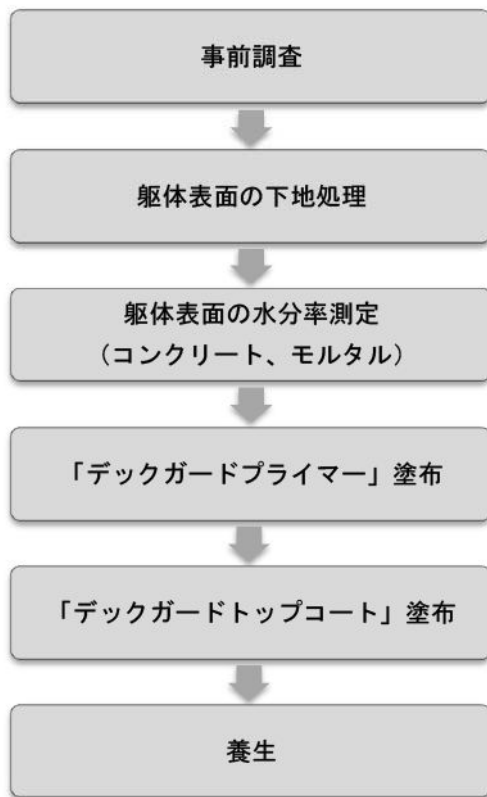 事前調査
躯体表面の下地処理
躯体表面の水分率測定
（コンクリート、モルタル）
「デックガードプライマー」塗布
「デックガードトップコート」塗布
養生